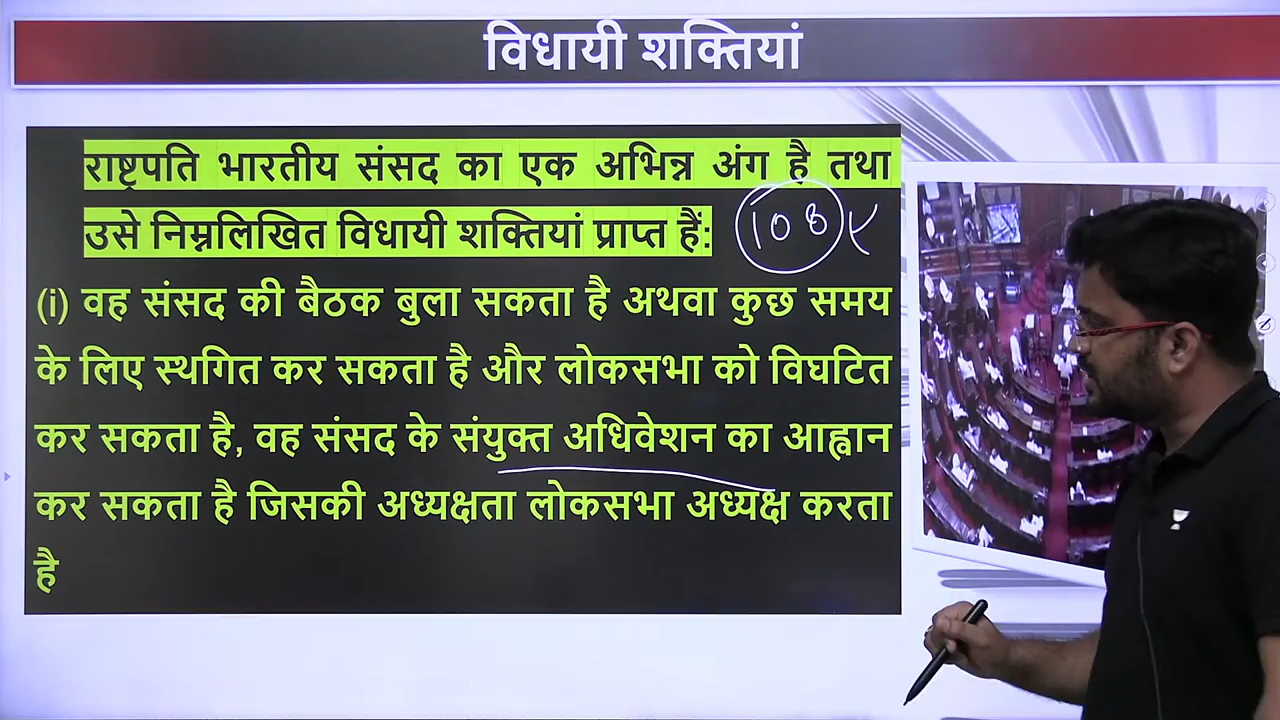 विधायी शक्तियां
राष्ट्रपति भारतीय संसद का एक अभिन्न अंग है तथा
उसे निम्नलिखित विधायी शक्तियां प्राप्त हैं:
108
(i) वह संसद की बैठक बुला सकता है अथवा कुछ समय
के लिए स्थगित कर सकता है और लोकसभा को विघटित
कर सकता है, वह संसद के संयुक्त अधिवेशन का आह्वान
कर सकता है जिसकी अध्यक्षता लोकसभा अध्यक्ष करता
है